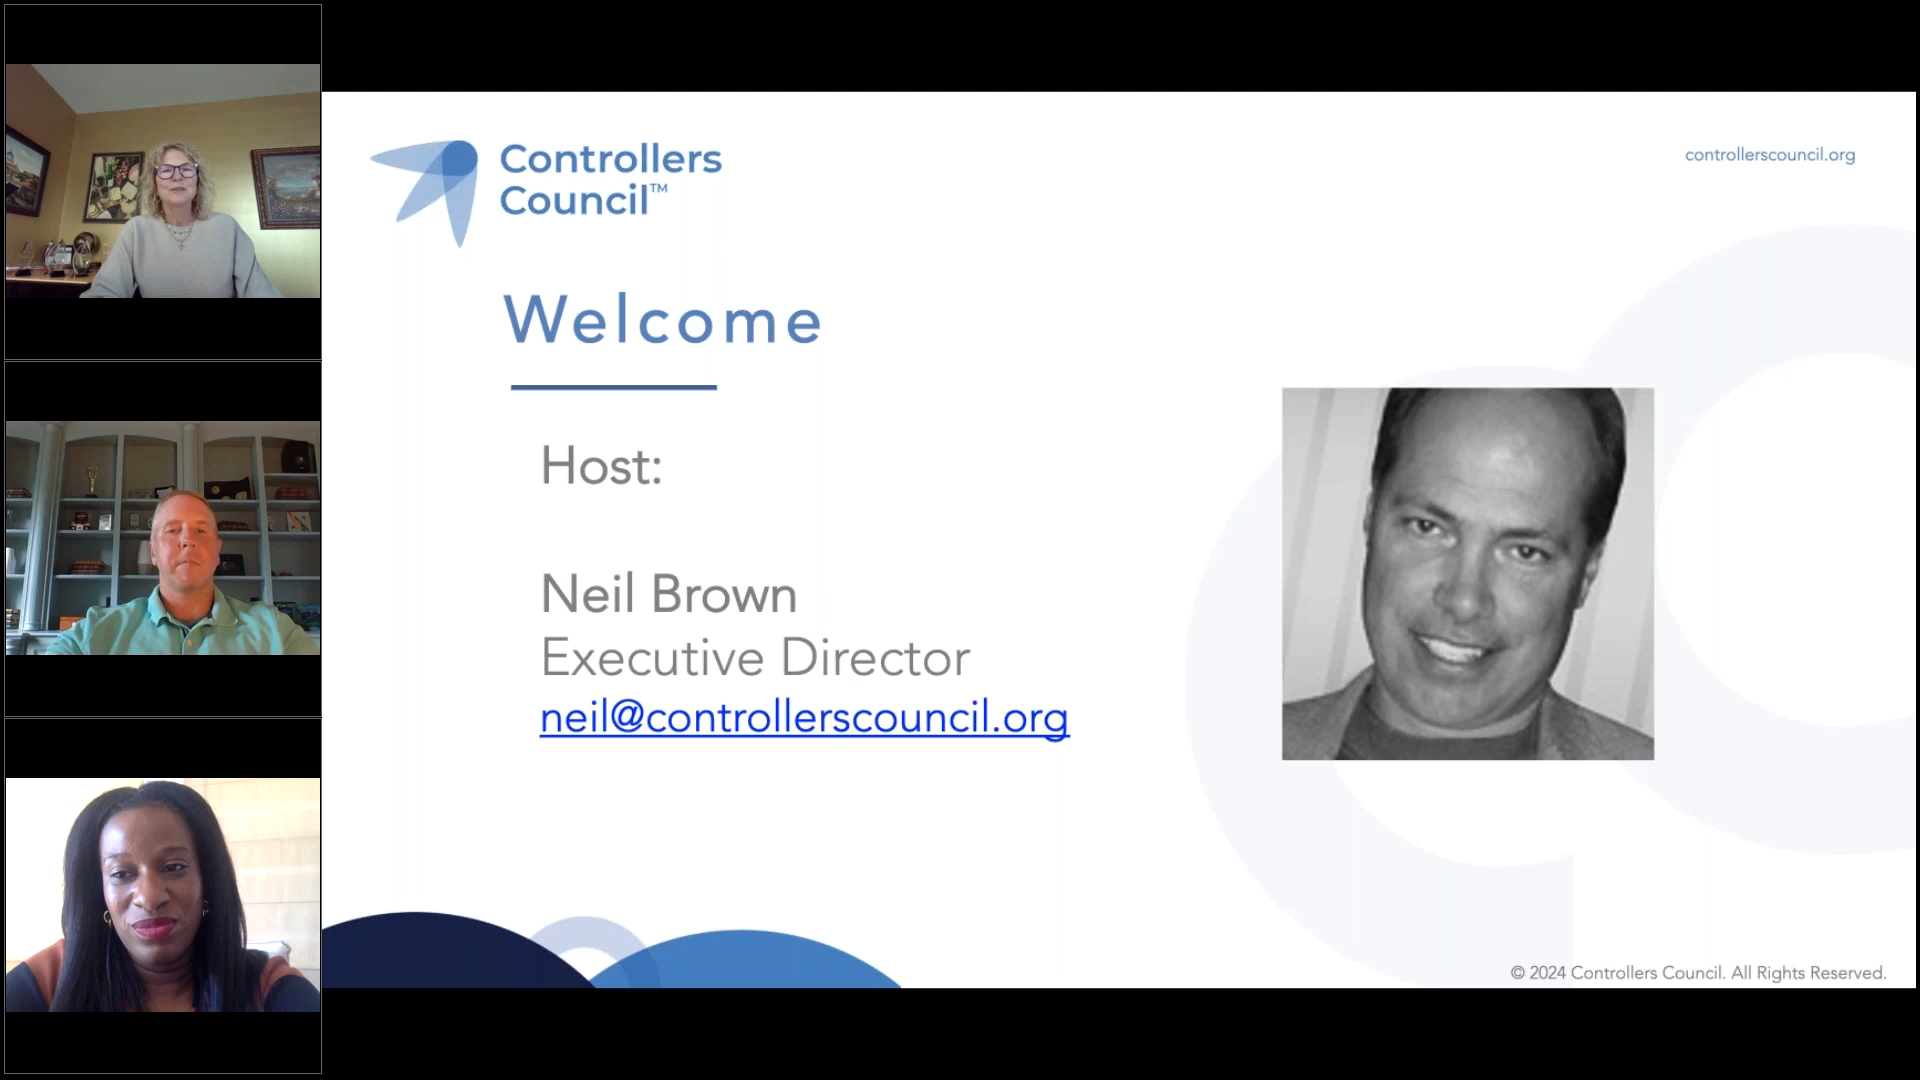 Controllers
Council™
controllerscouncil.org
Welcome
Host:
Neil Brown
Executive Director
neil@controllerscouncil.org
© 2024 Controllers Council. All Rights Reserved.